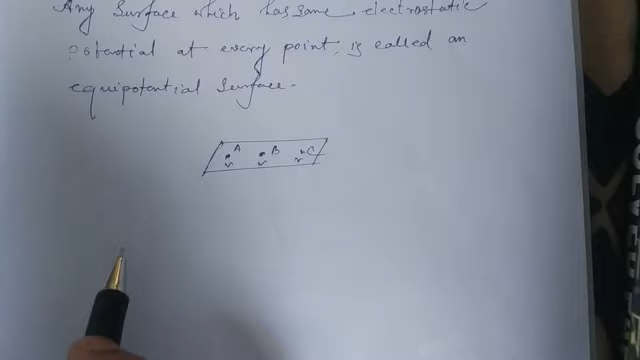 Any Surface which has same electrostatic
potential at every point, is called an
equipotential Surface.
A B C
V V V